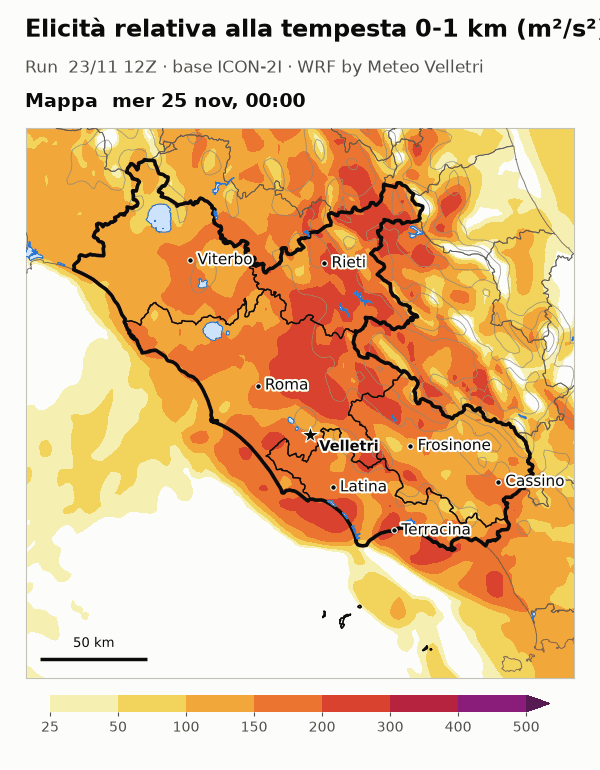 Elicità relativa alla tempesta 0-1 km (m²/s²)
Run  23/11 12Z · base ICON-2I · WRF by Meteo Velletri
Mappa  mer 25 nov, 00:00
Viterbo
Rieti
Roma
Velletri
Frosinone
Cassino
Latina
Terracina
50 km
25 50 100 150 200 300 400 500